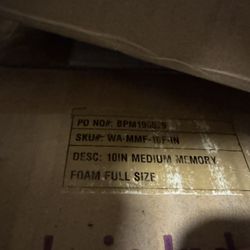 PO NO#:
SKU#: WA-MMF-10F-IN
DESC: 10IN MEDIUM MEMORY
FOAM FULL SIZE